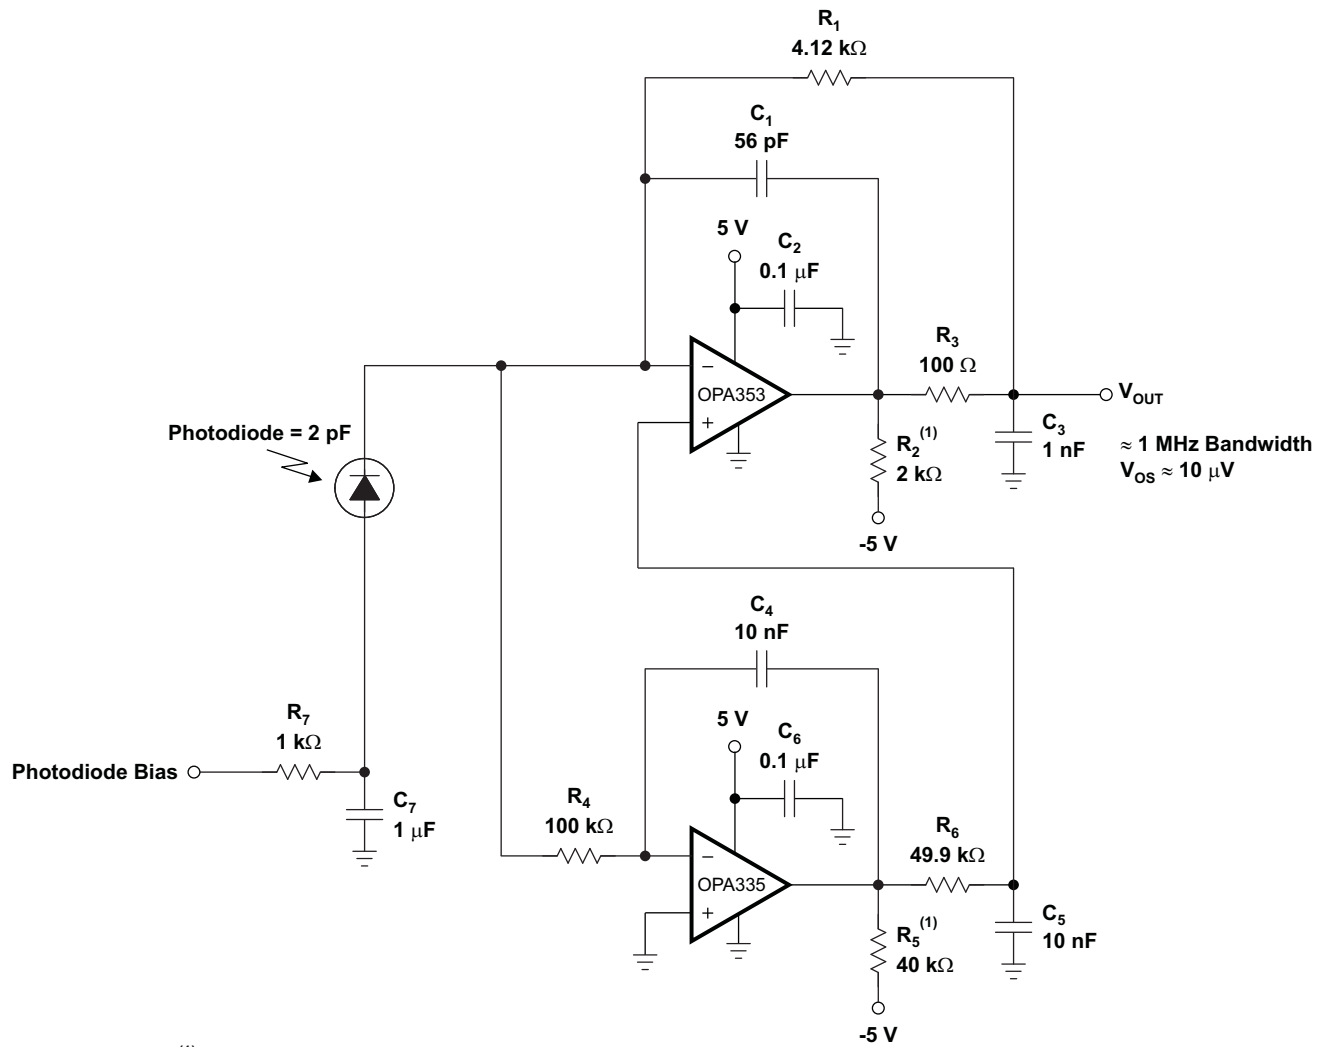 R1
4.12 kΩ
C1
56 pF
5 V
C2
0.1 μF
−
OPA353
+
R3
100 Ω
VOUT
C3
1 nF
≈ 1 MHz Bandwidth
VOS ≈ 10 μV
R2(1)
2 kΩ
-5 V
Photodiode = 2 pF
C4
10 nF
5 V
C6
0.1 μF
R7
1 kΩ
Photodiode Bias
C7
1 μF
R4
100 kΩ
−
OPA335
+
R6
49.9 kΩ
C5
10 nF
R5(1)
40 kΩ
-5 V